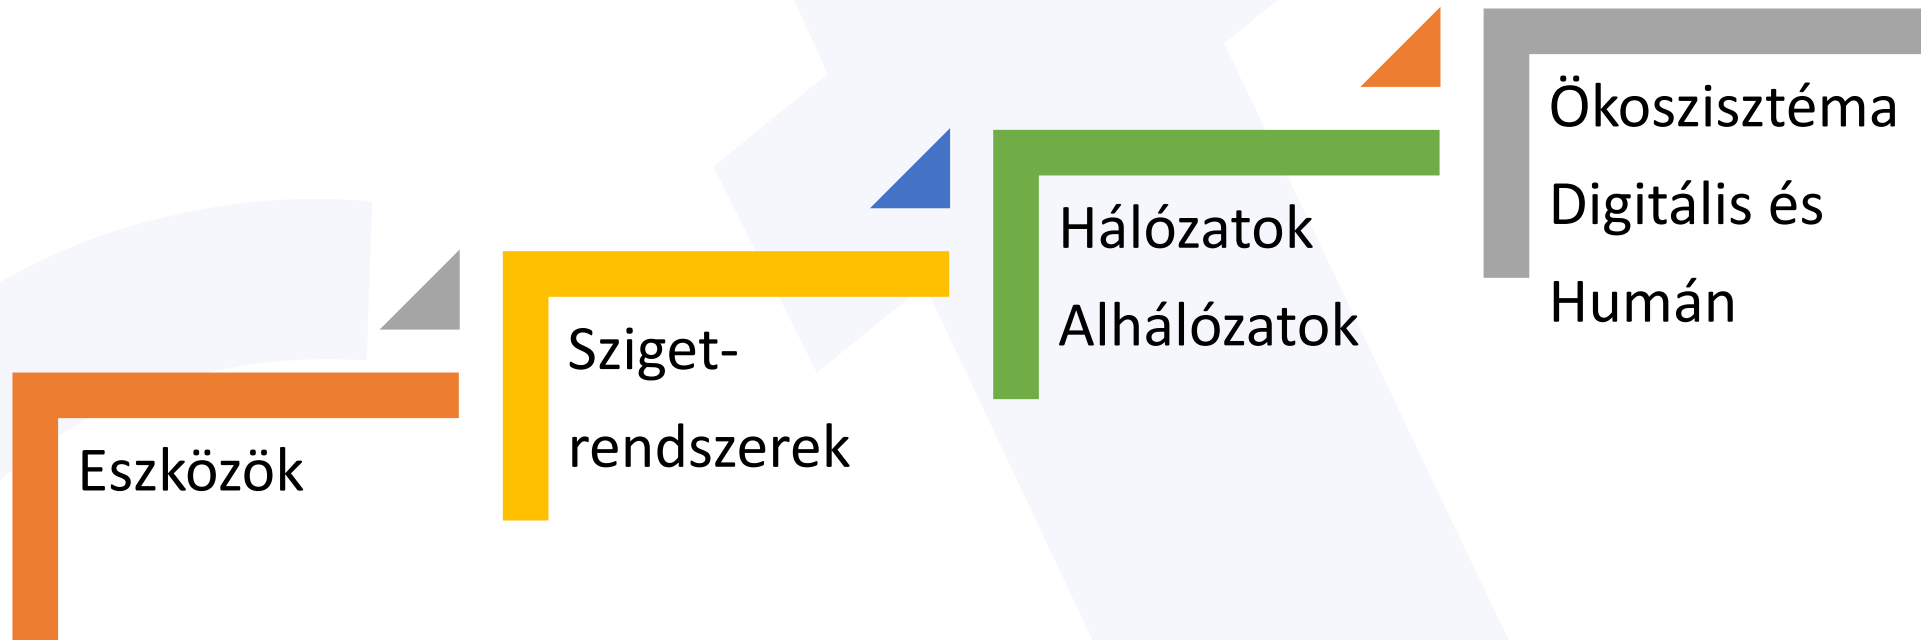 Eszközök
Sziget-
rendszerek
Hálózatok
Alhálózatok
Ökoszisztéma
Digitális és
Humán